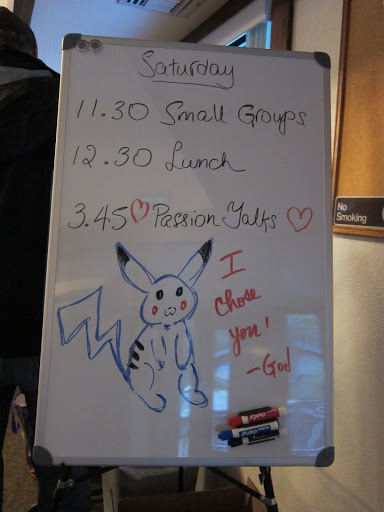 Saturday
11.30 Small Groups
12.30 Lunch
3.45 Passion Talks
I
chose
you!
-God
No
Smoking
EXPO
EXPO